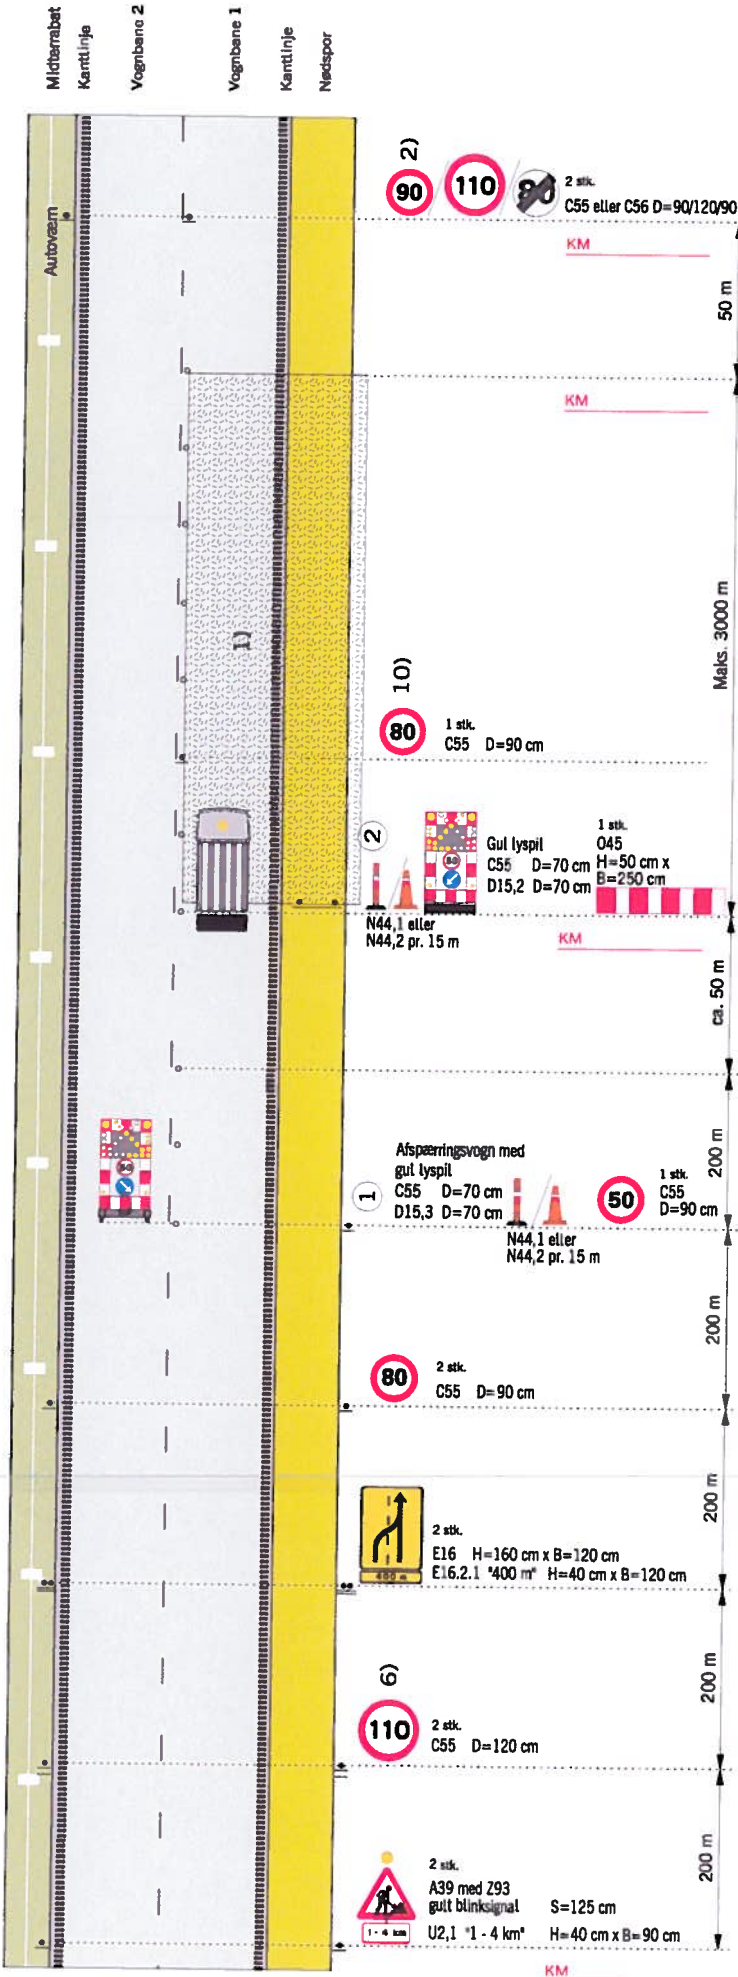 Midterrabat
Kantlinje
Vognbane 2
Vognbane 1
Kantlinje
Nødspor
Autoværn
90
2)
110
2 stk.
C55 eller C56 D=90/120/90
KM
50 m
KM
Maks. 3000 m
1)
10)
80
1 stk.
C55 D=90 cm
2
Gul lyspil
C55 D=70 cm
D15,2 D=70 cm
1 stk.
O45
H=50 cm x
B=250 cm
50
N44,1 eller
N44,2 pr. 15 m
KM
ca. 50 m
50
1
Afspærringsvogn med
gul lyspil
C55 D=70 cm
D15,3 D=70 cm
N44,1 eller
N44,2 pr. 15 m
50
1 stk.
C55
D=90 cm
200 m
200 m
80
2 stk.
C55 D=90 cm
200 m
400 m
2 stk.
E16 H=160 cm x B=120 cm
E16.2.1 "400 m" H=40 cm x B=120 cm
200 m
6)
110
2 stk.
C55 D=120 cm
200 m
2 stk.
A39 med Z93
gult blinksignal S=125 cm
1 - 4 km
U2,1 "1 - 4 km" H=40 cm x B=90 cm
KM